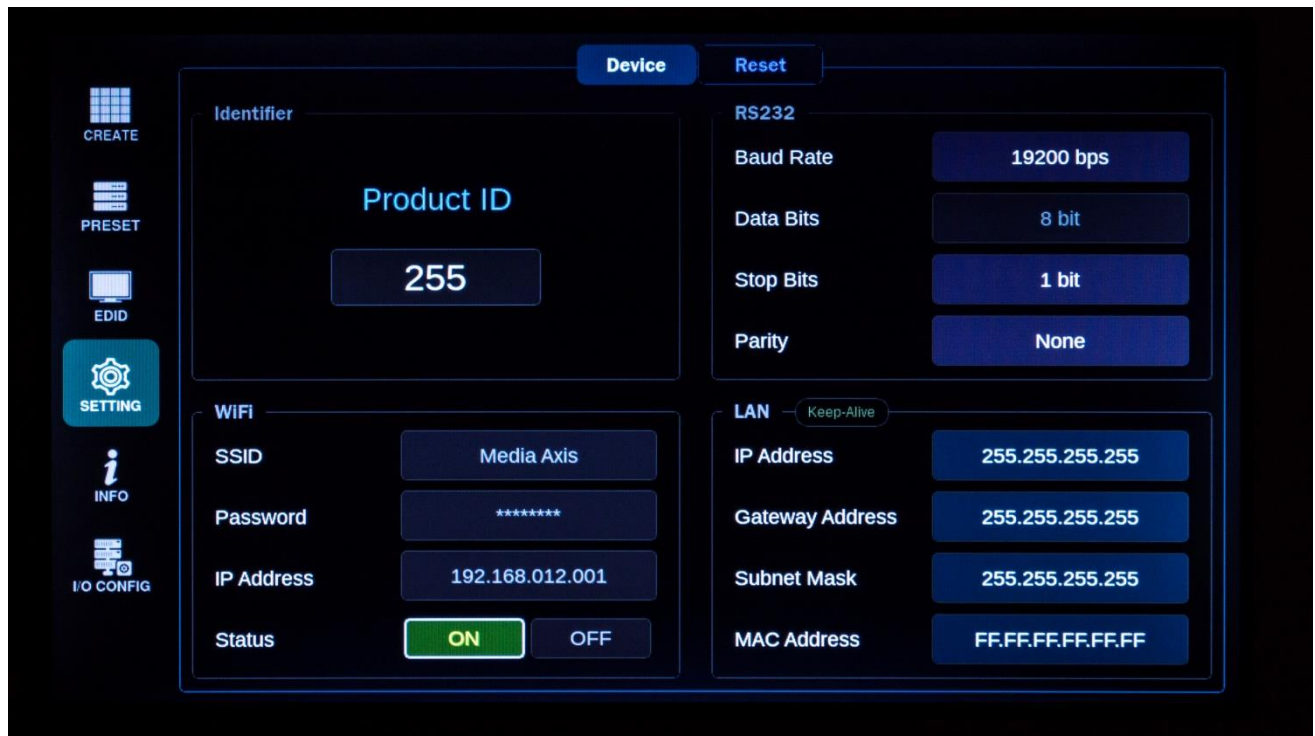 Device
Reset
CREATE
PRESET
EDID
SETTING
INFO
I/O CONFIG
Identifier
Product ID
255
RS232
Baud Rate 19200 bps
Data Bits 8 bit
Stop Bits 1 bit
Parity None
WiFi
SSID Media Axis
Password ********
IP Address 192.168.012.001
Status ON OFF
LAN Keep-Alive
IP Address 255.255.255.255
Gateway Address 255.255.255.255
Subnet Mask 255.255.255.255
MAC Address FF.FF.FF.FF.FF.FF